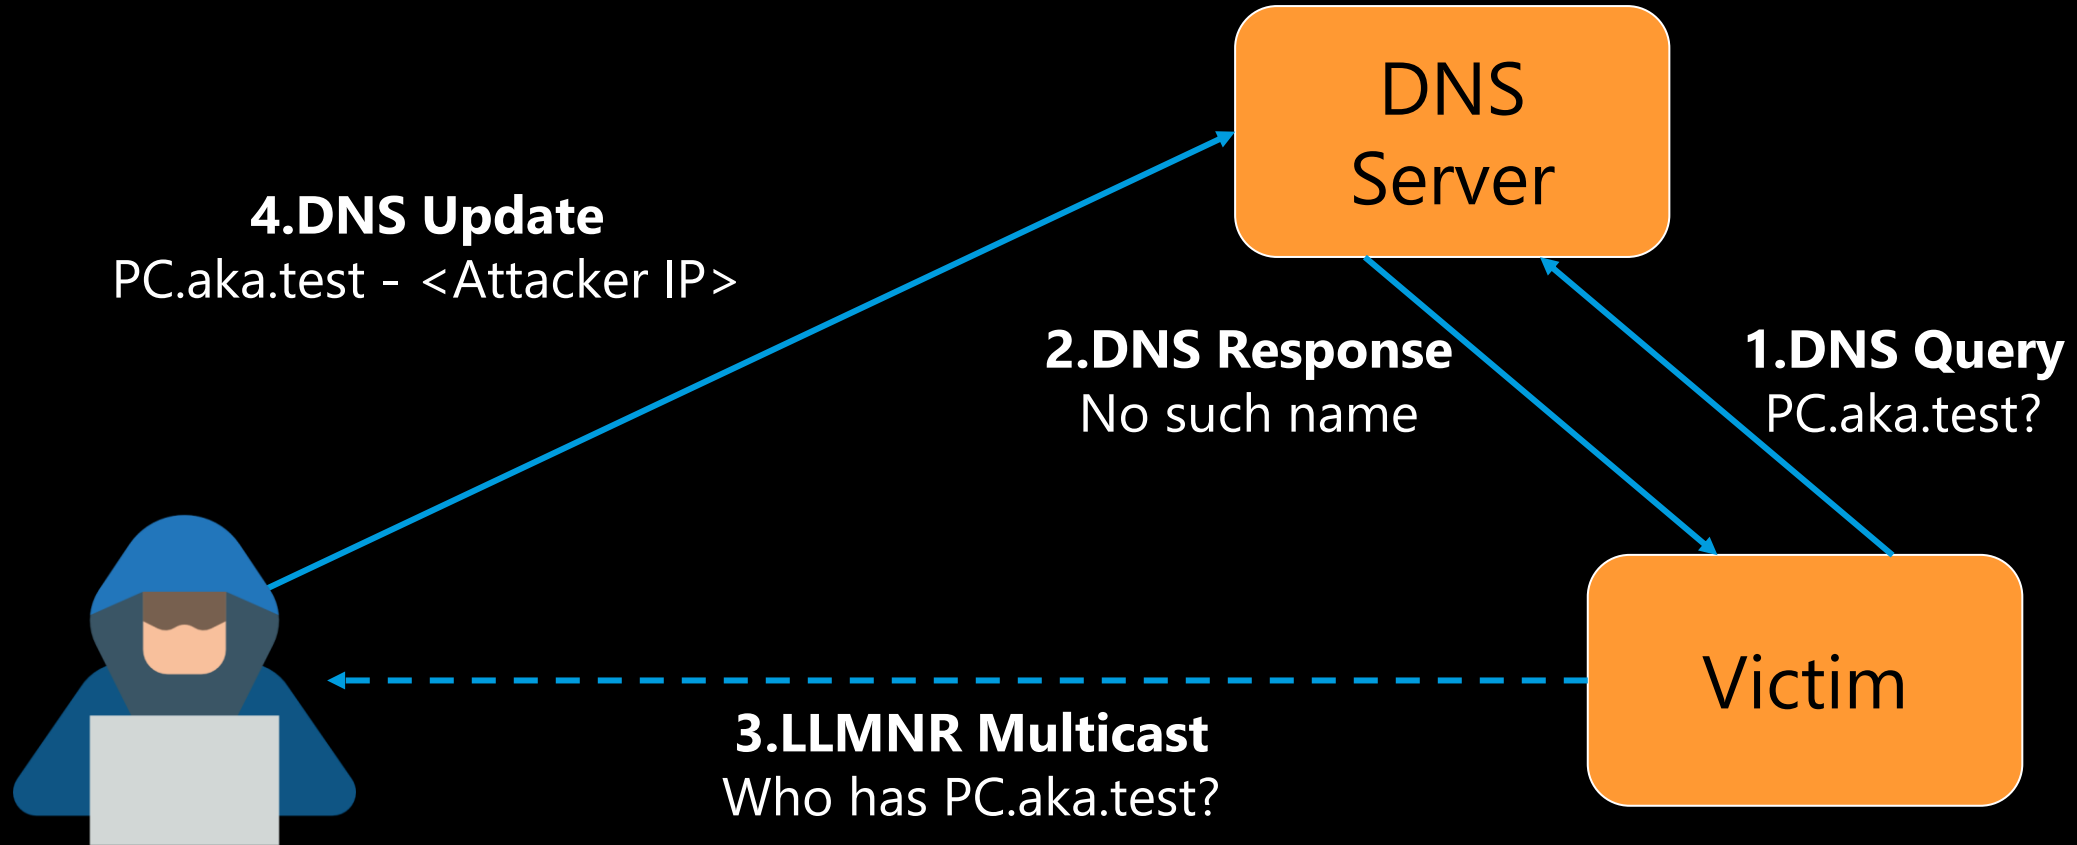 DNS
Server
4.DNS Update
PC.aka.test - <Attacker IP>
2.DNS Response
No such name
1.DNS Query
PC.aka.test?
Victim
3.LLMNR Multicast
Who has PC.aka.test?